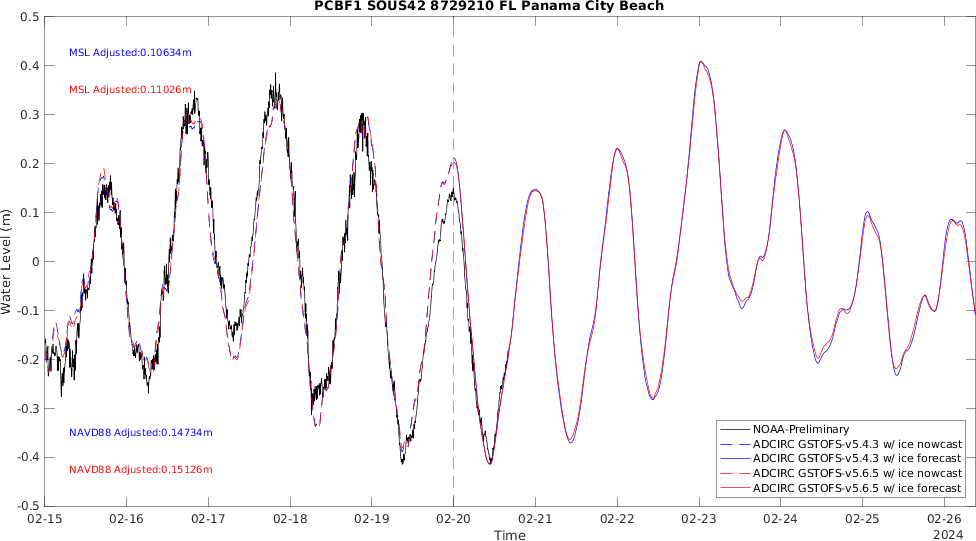 PCBF1 SOUS42 8729210 FL Panama City Beach
0.5
0.4
0.3
0.2
0.1
0
-0.1
-0.2
-0.3
-0.4
-0.5
Water Level (m)
MSL Adjusted:0.10634m
MSL Adjusted:0.11026m
NAVD88 Adjusted:0.14734m
NAVD88 Adjusted:0.15126m
NOAA-Preliminary
ADCIRC GSTOFS-v5.4.3 w/ ice nowcast
ADCIRC GSTOFS-v5.4.3 w/ ice forecast
ADCIRC GSTOFS-v5.6.5 w/ ice nowcast
ADCIRC GSTOFS-v5.6.5 w/ ice forecast
02-15 02-16 02-17 02-18 02-19 02-20 02-21 02-22 02-23 02-24 02-25 02-26
Time
2024